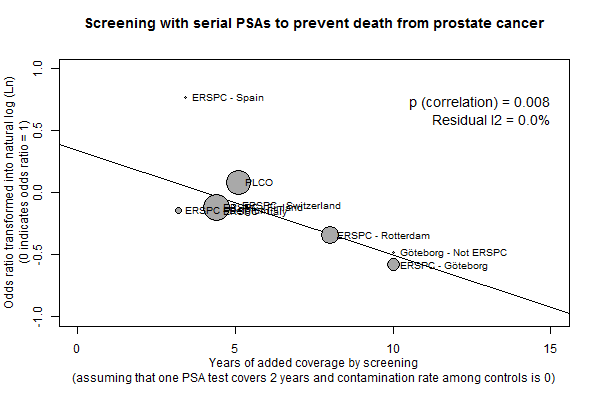 Screening with serial PSAs to prevent death from prostate cancer
Odds ratio transformed into natural log (Ln)
(0 indicates odds ratio = 1)
1.0
0.5
0.0
-0.5
-1.0
p (correlation) = 0.008
Residual I2 = 0.0%
ERSPC - Spain
PLCO
ERSPC - Switzerland
ERSPC
ERSPC - Italy
ERSPC - Rotterdam
Göteborg - Not ERSPC
ERSPC - Göteborg
0
5
10
15
Years of added coverage by screening
(assuming that one PSA test covers 2 years and contamination rate among controls is 0)